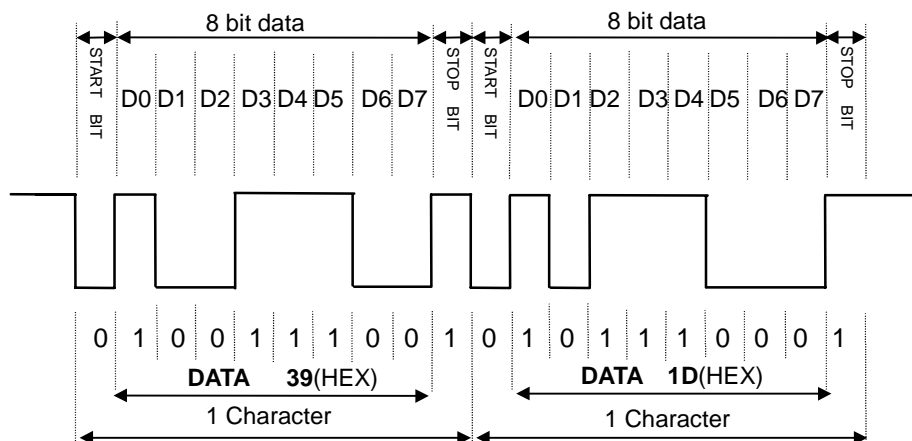 8 bit data 8 bit data
START BIT STOP BIT START BIT STOP BIT
D0 D1 D2 D3 D4 D5 D6 D7 D0 D1 D2 D3 D4 D5 D6 D7
0 1 0 0 1 1 1 0 0 1 0 1 0 1 1 1 0 0 0 1
DATA 39(HEX) DATA 1D(HEX)
1 Character 1 Character